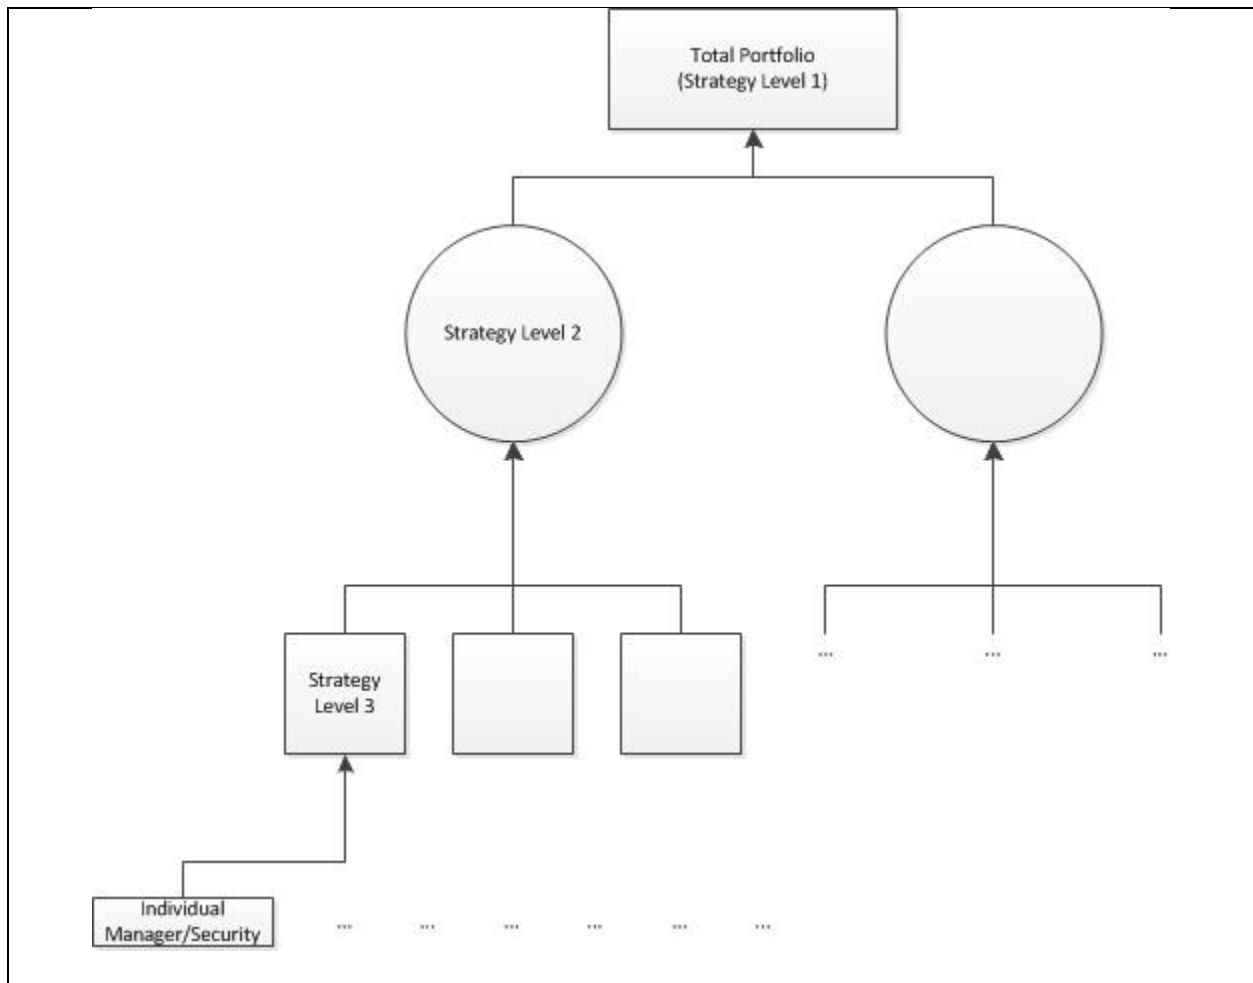 Total Portfolio
(Strategy Level 1)
Strategy Level 2
Strategy
Level 3
... ... ...
Individual
Manager/Security
... ... ... ... ... ...